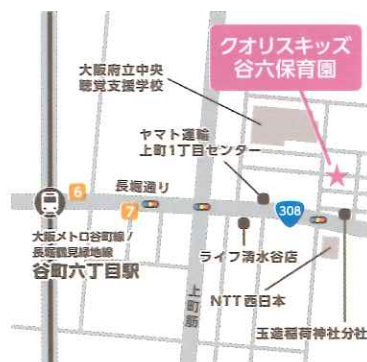 クオリスキッズ
谷六保育園
大阪府立中央
聴覚支援学校
ヤマト運輸
上町1丁目センター
6
長堀通り
7
308
大阪メトロ谷町線/
長堀鶴見緑地線
谷町六丁目駅
ライフ清水谷店
上町筋
NTT西日本
玉造稲荷神社分社